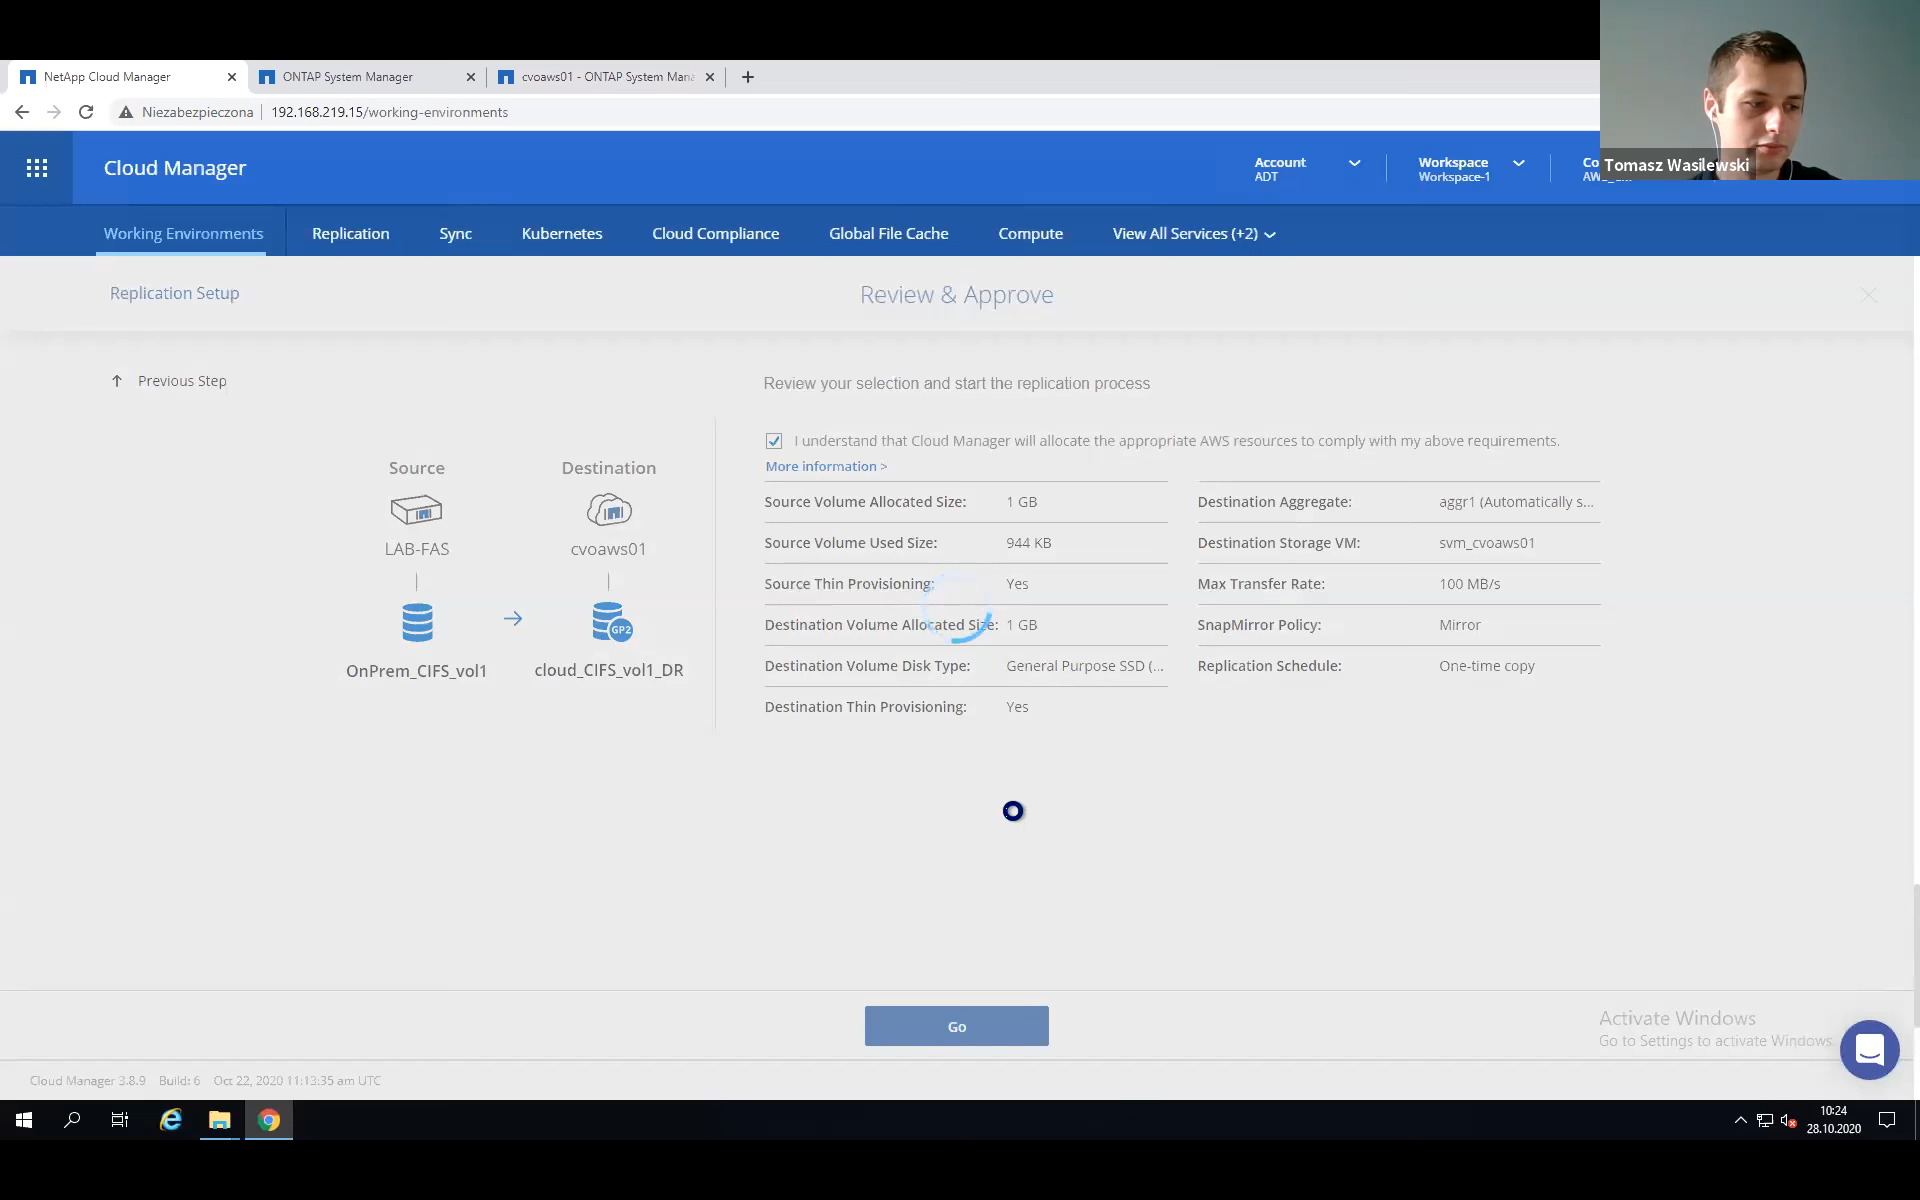 NetApp Cloud Manager
ONTAP System Manager
cvoaws01 - ONTAP System Mana
Niezabezpieczona
192.168.219.15/working-environments
Tomasz Wasilewski
Cloud Manager
Account
ADT
Workspace
Workspace-1
Co
Working Environments
Replication
Sync
Kubernetes
Cloud Compliance
Global File Cache
Compute
View All Services (+2)
Replication Setup
Review & Approve
Previous Step
Review your selection and start the replication process
I understand that Cloud Manager will allocate the appropriate AWS resources to comply with my above requirements.
More information >
Source
Destination
LAB-FAS
cvoaws01
GP2
OnPrem_CIFS_vol1
cloud_CIFS_vol1_DR
Source Volume Allocated Size: 1 GB
Source Volume Used Size: 944 KB
Source Thin Provisioning: Yes
Destination Volume Allocated Size: 1 GB
Destination Volume Disk Type: General Purpose SSD (...
Destination Thin Provisioning: Yes
Destination Aggregate: aggr1 (Automatically s...
Destination Storage VM: svm_cvoaws01
Max Transfer Rate: 100 MB/s
SnapMirror Policy: Mirror
Replication Schedule: One-time copy
Go
Activate Windows
Go to Settings to activate Windows.
Cloud Manager 3.8.9 Build: 6 Oct 22, 2020 11:13:35 am UTC
10:24
28.10.2020